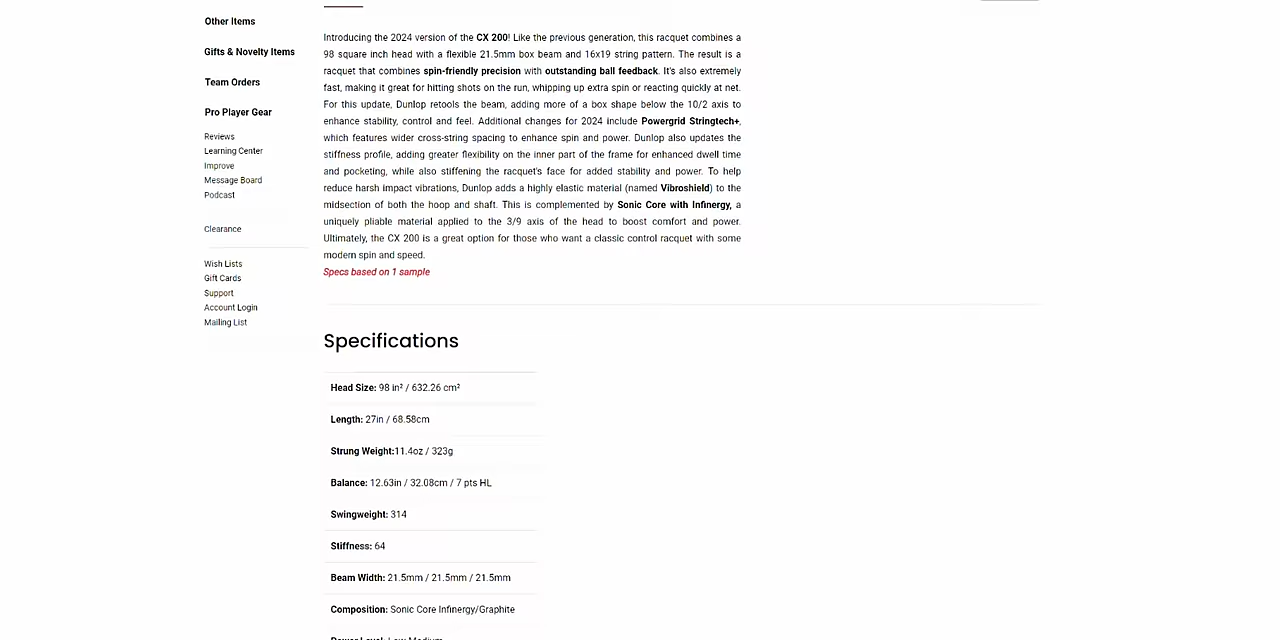 Other Items
Gifts & Novelty Items
Team Orders
Pro Player Gear
Reviews
Learning Center
Improve
Message Board
Podcast
Clearance
Wish Lists
Gift Cards
Support
Account Login
Mailing List
Introducing the 2024 version of the CX 200! Like the previous generation, this racquet combines a
98 square inch head with a flexible 21.5mm box beam and 16x19 string pattern. The result is a
racquet that combines spin-friendly precision with outstanding ball feedback. It's also extremely
fast, making it great for hitting shots on the run, whipping up extra spin or reacting quickly at net.
For this update, Dunlop retools the beam, adding more of a box shape below the 10/2 axis to
enhance stability, control and feel. Additional changes for 2024 include Powergrid Stringtech+,
which features wider cross-string spacing to enhance spin and power. Dunlop also updates the
stiffness profile, adding greater flexibility on the inner part of the frame for enhanced dwell time
and pocketing, while also stiffening the racquet's face for added stability and power. To help
reduce harsh impact vibrations, Dunlop adds a highly elastic material (named Vibroshield) to the
midsection of both the hoop and shaft. This is complemented by Sonic Core with Infinergy, a
uniquely pliable material applied to the 3/9 axis of the head to boost comfort and power.
Ultimately, the CX 200 is a great option for those who want a classic control racquet with some
modern spin and speed.
Specs based on 1 sample
Specifications
Head Size: 98 in² / 632.26 cm²
Length: 27in / 68.58cm
Strung Weight:11.4oz / 323g
Balance: 12.63in / 32.08cm / 7 pts HL
Swingweight: 314
Stiffness: 64
Beam Width: 21.5mm / 21.5mm / 21.5mm
Composition: Sonic Core Infinergy/Graphite
Power Level: Low-Medium